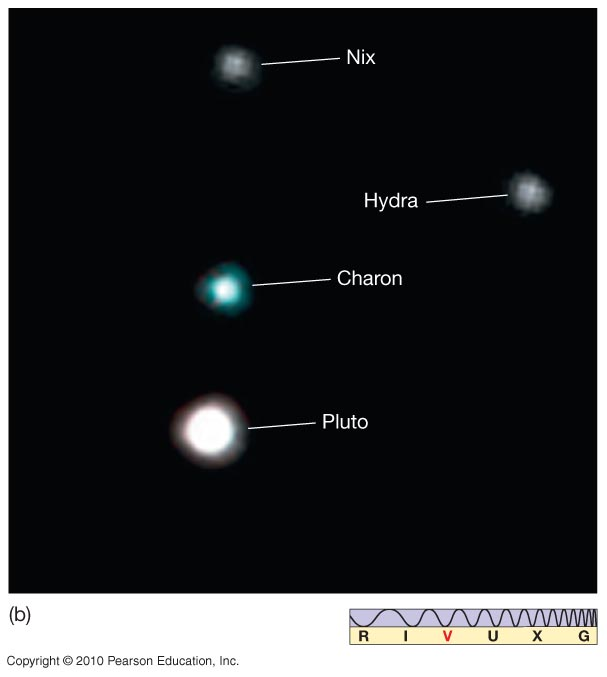 Nix
Hydra
Charon
Pluto
(b)
R I V U X G
Copyright © 2010 Pearson Education, Inc.